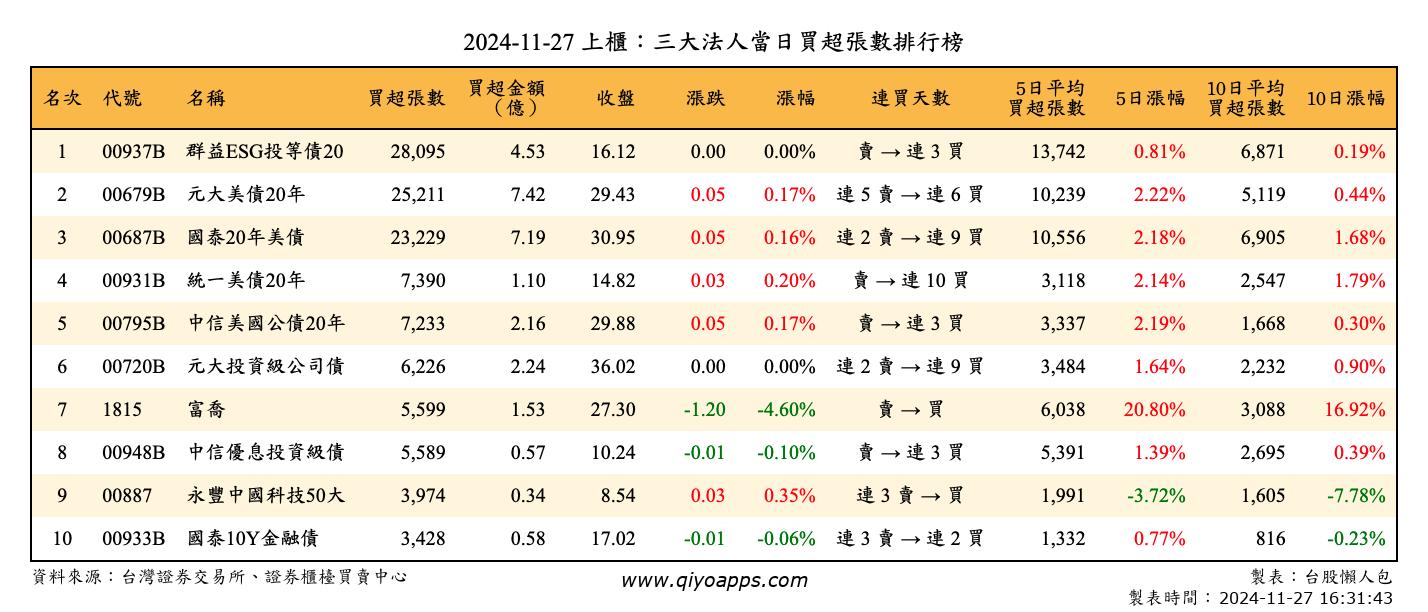 2024-11-27 上櫃：三大法人當日買超張數排行榜
名次 代號 名稱 買超張數 買超金額（億） 收盤 漲跌 漲幅 連買天數 5日平均買超張數 5日漲幅 10日平均買超張數 10日漲幅
1 00937B 群益ESG投等債20 28,095 4.53 16.12 0.00 0.00% 賣 → 連 3 買 13,742 0.81% 6,871 0.19%
2 00679B 元大美債20年 25,211 7.42 29.43 0.05 0.17% 連 5 賣 → 連 6 買 10,239 2.22% 5,119 0.44%
3 00687B 國泰20年美債 23,229 7.19 30.95 0.05 0.16% 連 2 賣 → 連 9 買 10,556 2.18% 6,905 1.68%
4 00931B 統一美債20年 7,390 1.10 14.82 0.03 0.20% 賣 → 連 10 買 3,118 2.14% 2,547 1.79%
5 00795B 中信美國公債20年 7,233 2.16 29.88 0.05 0.17% 賣 → 連 3 買 3,337 2.19% 1,668 0.30%
6 00720B 元大投資級公司債 6,226 2.24 36.02 0.00 0.00% 連 2 賣 → 連 9 買 3,484 1.64% 2,232 0.90%
7 1815 富喬 5,599 1.53 27.30 -1.20 -4.60% 賣 → 買 6,038 20.80% 3,088 16.92%
8 00948B 中信優息投資級債 5,589 0.57 10.24 -0.01 -0.10% 賣 → 連 3 買 5,391 1.39% 2,695 0.39%
9 00887 永豐中國科技50大 3,974 0.34 8.54 0.03 0.35% 連 3 賣 → 買 1,991 -3.72% 1,605 -7.78%
10 00933B 國泰10Y金融債 3,428 0.58 17.02 -0.01 -0.06% 連 3 賣 → 連 2 買 1,332 0.77% 816 -0.23%
資料來源：台灣證券交易所、證券櫃檯買賣中心 www.qiyoapps.com 製表：台股懶人包
製表時間：2024-11-27 16:31:43